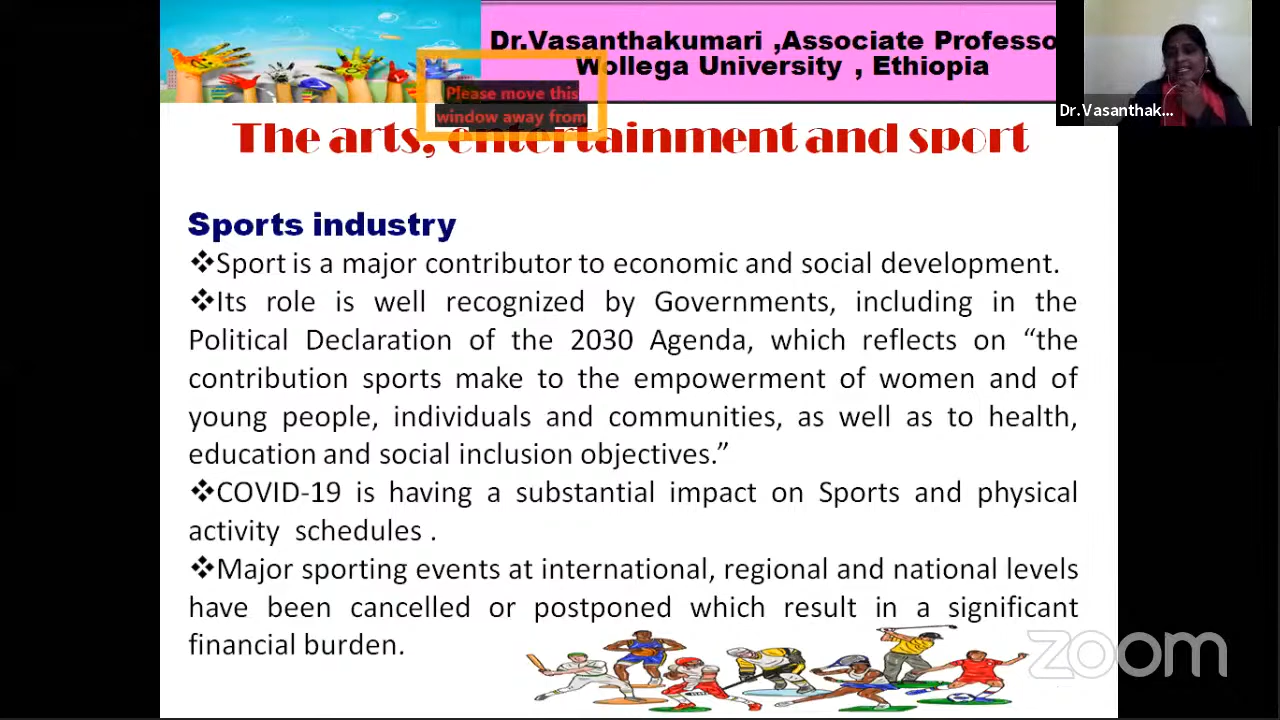 Dr.Vasanthakumari ,Associate Professo
Wollega University , Ethiopia
Dr.Vasanthak...
Please move this
window away from
The arts, entertainment and sport
Sports industry
❖Sport is a major contributor to economic and social development.
❖Its role is well recognized by Governments, including in the
Political Declaration of the 2030 Agenda, which reflects on “the
contribution sports make to the empowerment of women and of
young people, individuals and communities, as well as to health,
education and social inclusion objectives.”
❖COVID-19 is having a substantial impact on Sports and physical
activity schedules .
❖Major sporting events at international, regional and national levels
have been cancelled or postponed which result in a significant
financial burden.
zoom